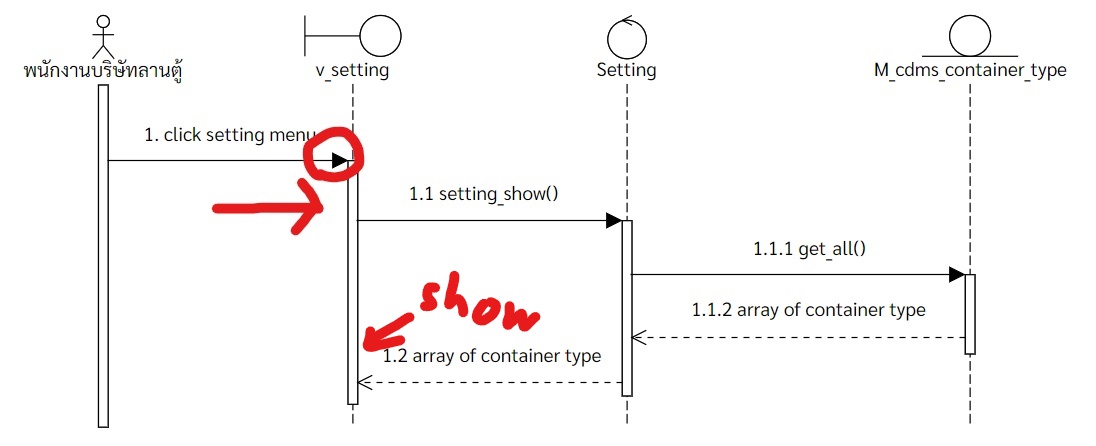 พนักงานบริษัทลานตู้
v_setting
Setting
M_cdms_container_type
1. click setting menu
1.1 setting_show()
1.1.1 get_all()
show
1.1.2 array of container type
1.2 array of container type